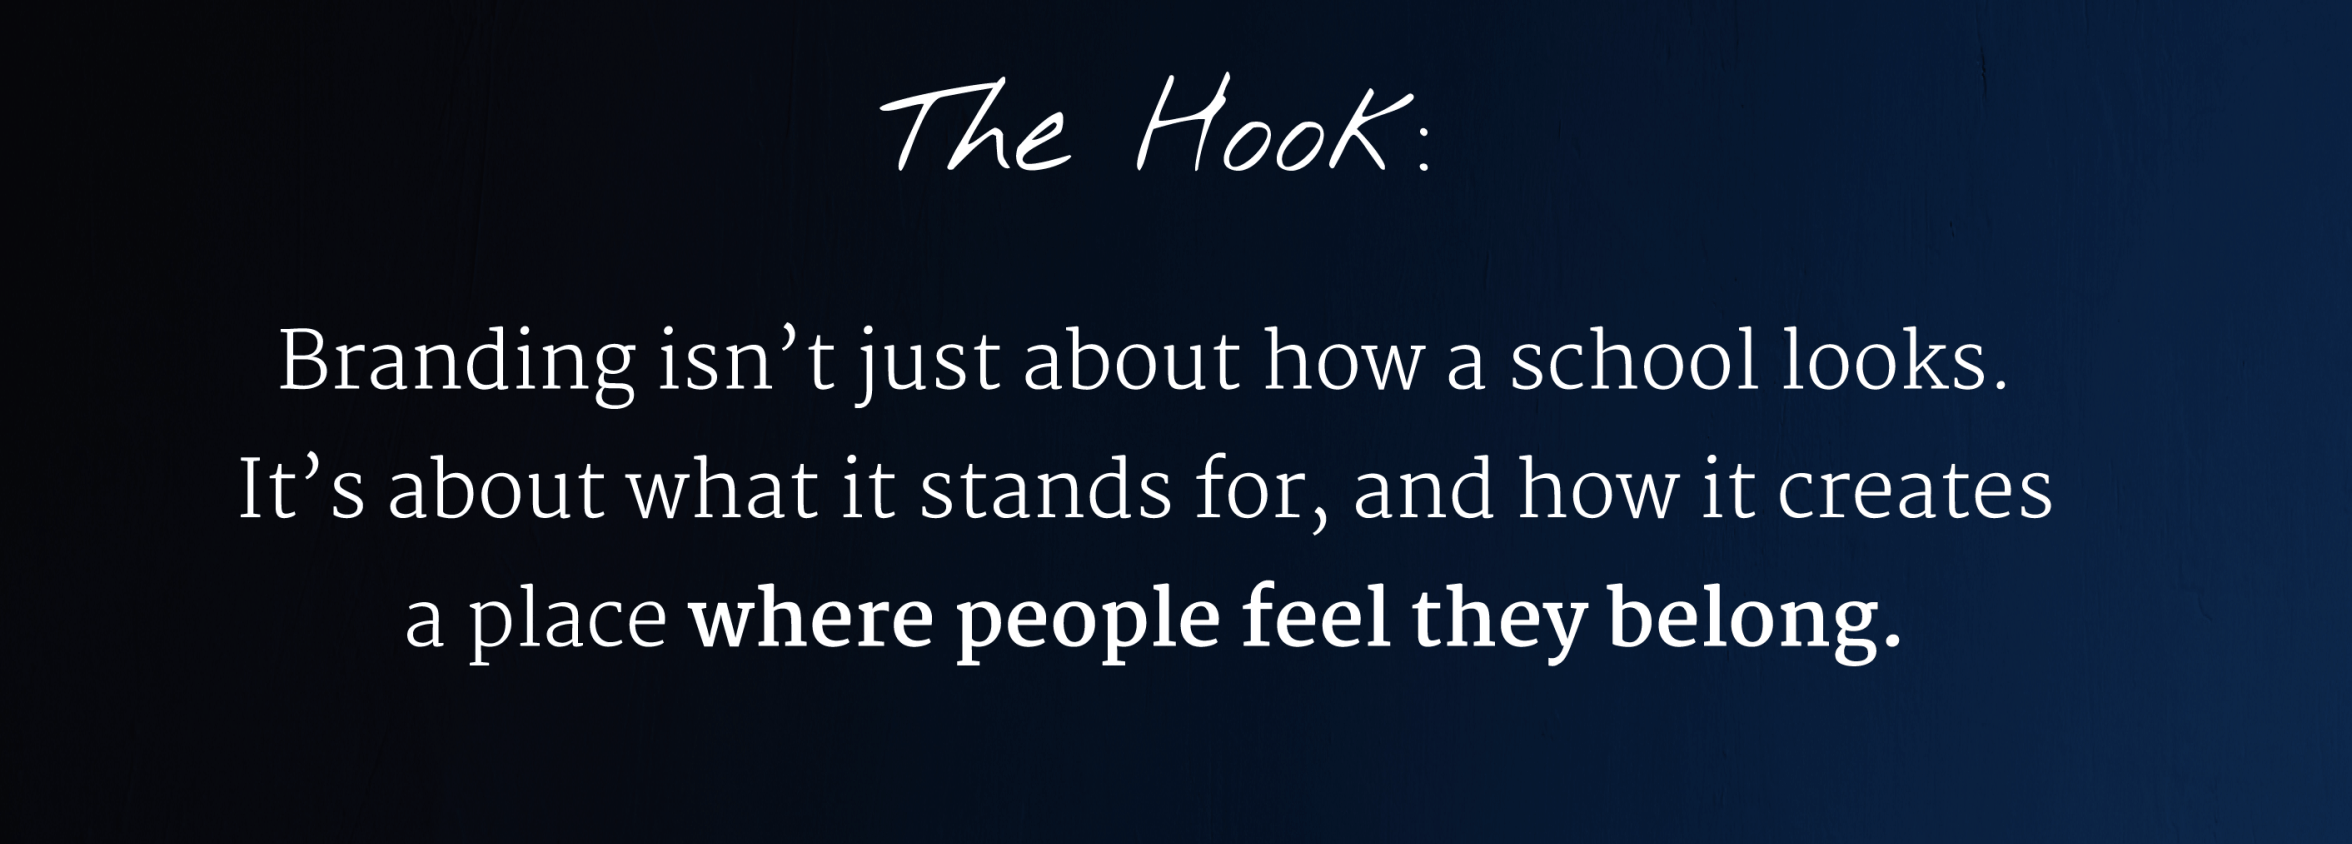 The Hook:
Branding isn’t just about how a school looks.
It’s about what it stands for, and how it creates
a place where people feel they belong.